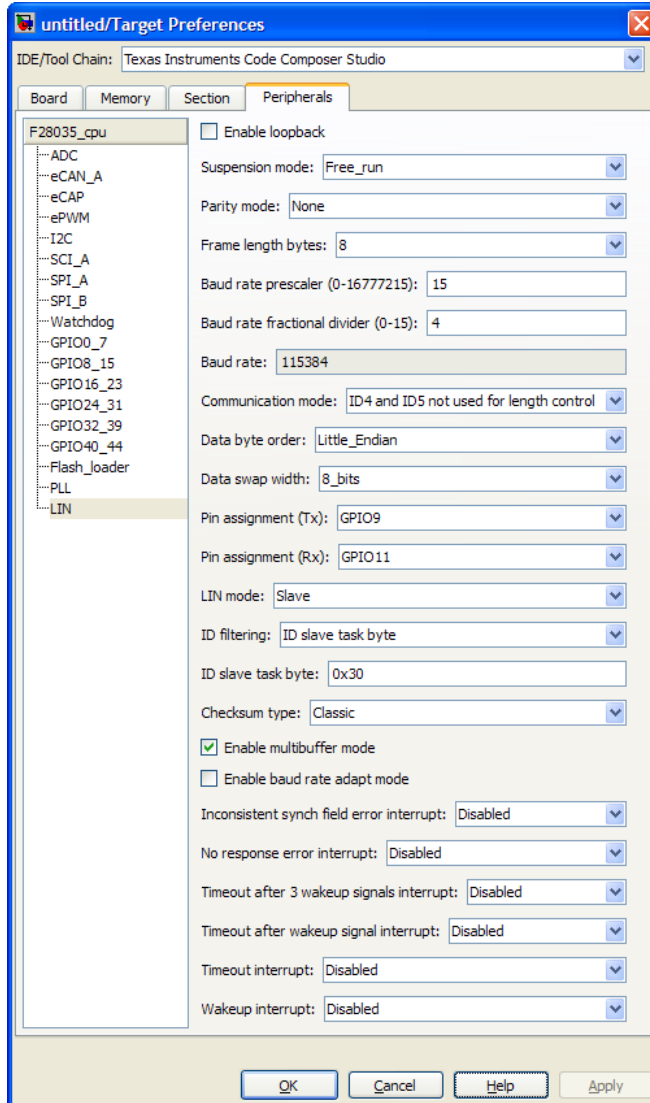 untitled/Target Preferences
IDE/Tool Chain: Texas Instruments Code Composer Studio
Board Memory Section Peripherals
F28035_cpu
ADC
eCAN_A
eCAP
ePWM
I2C
SCI_A
SPI_A
SPI_B
Watchdog
GPIO0_7
GPIO8_15
GPIO16_23
GPIO24_31
GPIO32_39
GPIO40_44
Flash_loader
PLL
LIN
Enable loopback
Suspension mode: Free_run
Parity mode: None
Frame length bytes: 8
Baud rate prescaler (0-16777215): 15
Baud rate fractional divider (0-15): 4
Baud rate: 115384
Communication mode: ID4 and ID5 not used for length control
Data byte order: Little_Endian
Data swap width: 8_bits
Pin assignment (Tx): GPIO9
Pin assignment (Rx): GPIO11
LIN mode: Slave
ID filtering: ID slave task byte
ID slave task byte: 0x30
Checksum type: Classic
Enable multibuffer mode
Enable baud rate adapt mode
Inconsistent synch field error interrupt: Disabled
No response error interrupt: Disabled
Timeout after 3 wakeup signals interrupt: Disabled
Timeout after wakeup signal interrupt: Disabled
Timeout interrupt: Disabled
Wakeup interrupt: Disabled
OK Cancel Help Apply